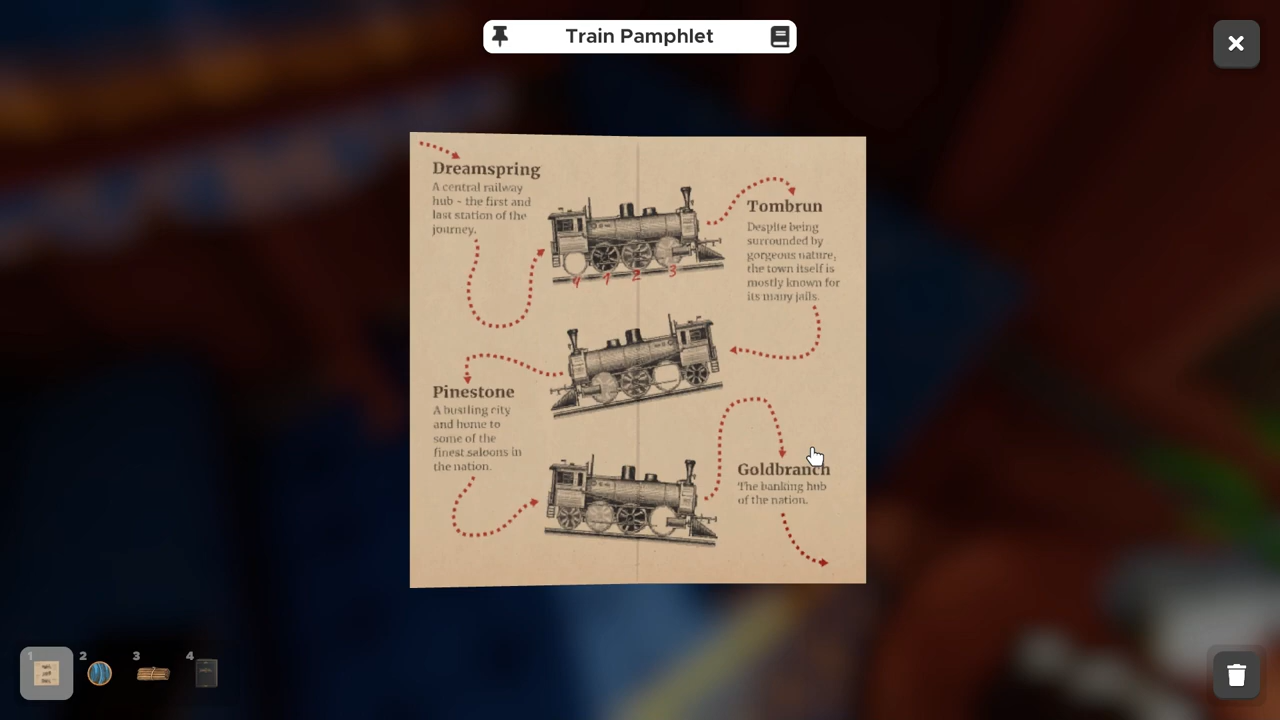 Train Pamphlet
Dreamspring
A central railway
hub - the first and
last station of the
journey.
4 1 2 3
Tombrun
Despite being
surrounded by
gorgeous nature,
the town itself is
mostly known for
its many jails.
Pinestone
A bustling city
and home to
some of the
finest saloons in
the nation.
Goldbranch
The banking hub
of the nation.
1 2 3 4